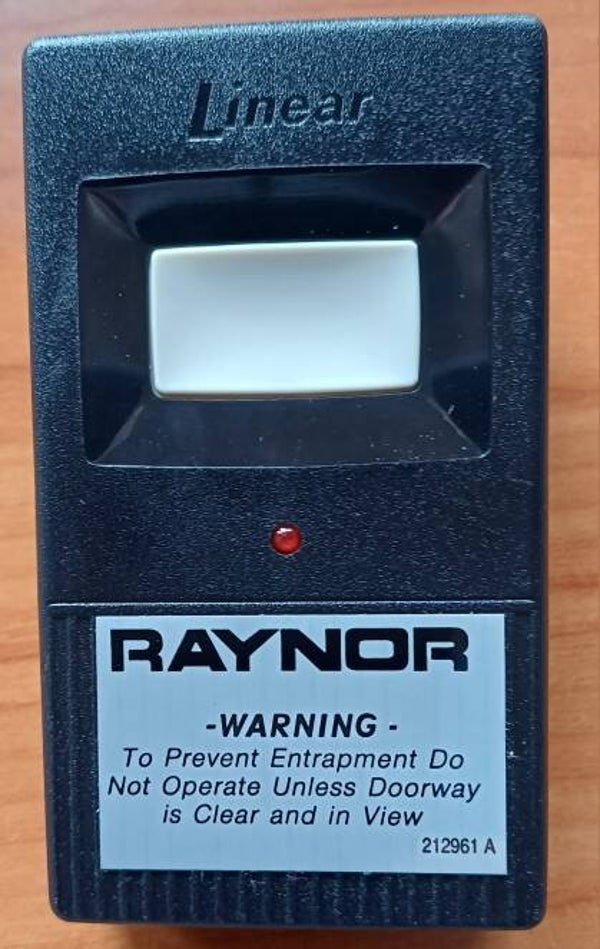 Linear
RAYNOR
-WARNING -
To Prevent Entrapment Do
Not Operate Unless Doorway
is Clear and in View
212961 A